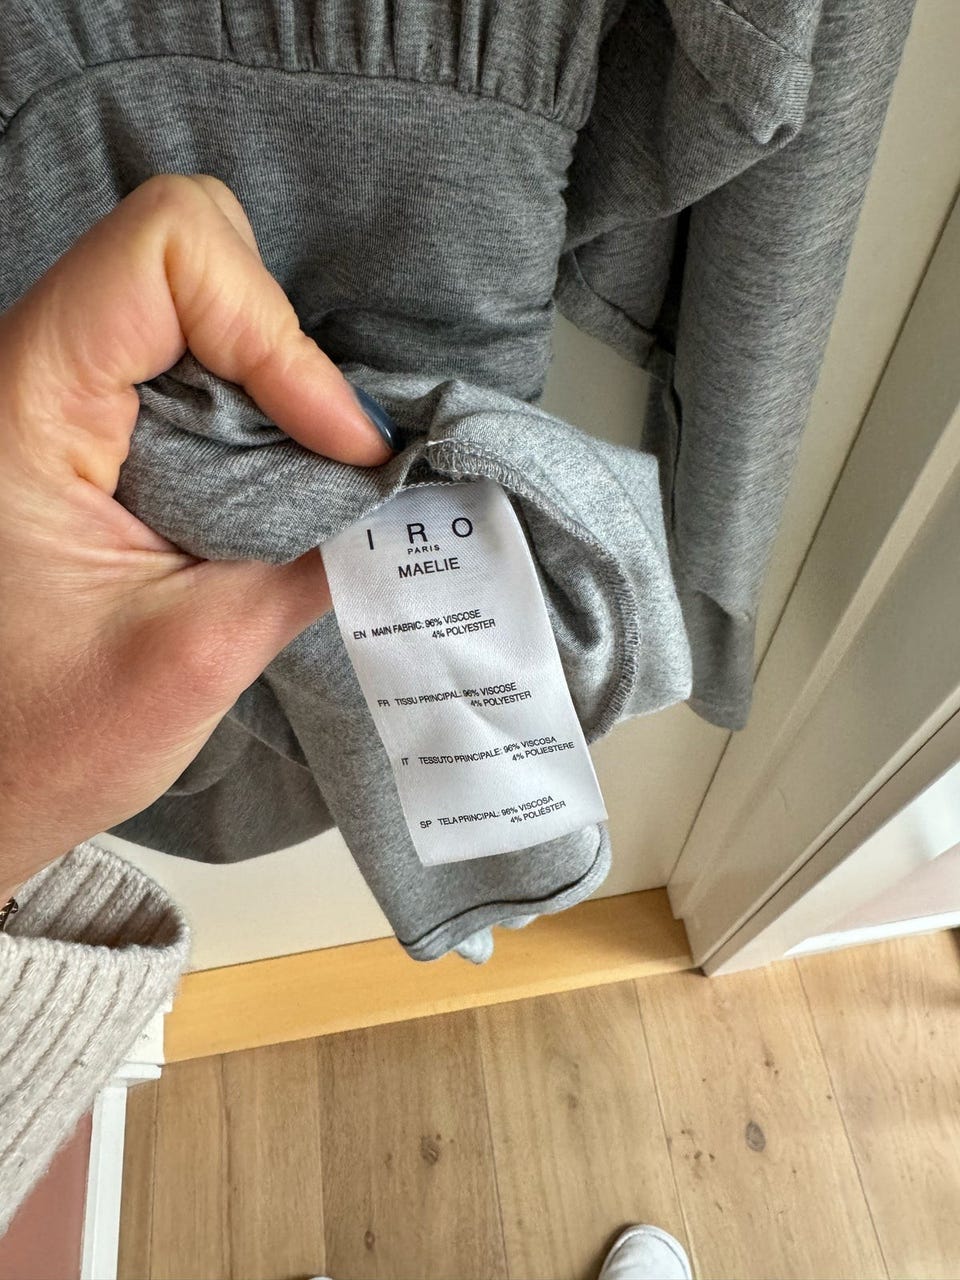 IRO
PARIS
MAELIE
EN MAIN FABRIC: 96% VISCOSE
4% POLYESTER
FR TISSU PRINCIPAL: 96% VISCOSE
4% POLYESTER
IT TESSUTO PRINCIPALE: 96% VISCOSA
4% POLIESTERE
SP TELA PRINCIPAL: 96% VISCOSA
4% POLIÉSTER